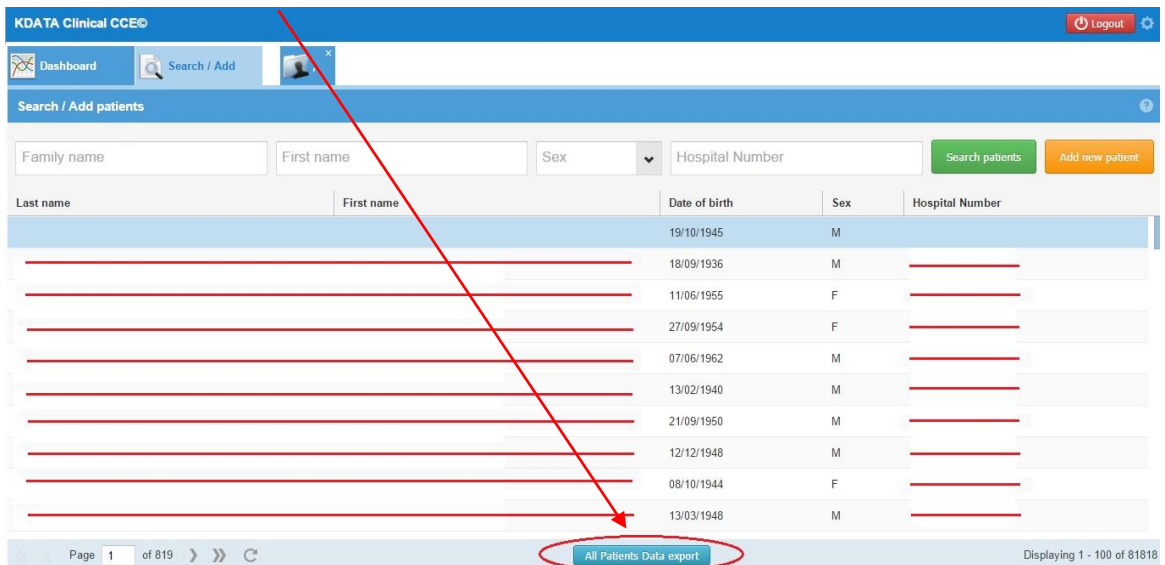 KDATA Clinical CCE© Logout
Dashboard Search / Add
Search / Add patients
Family name First name Sex Hospital Number Search patients Add new patient
Last name First name Date of birth Sex Hospital Number
19/10/1945 M
18/09/1936 M
11/06/1955 F
27/09/1954 F
07/06/1962 M
13/02/1940 M
21/09/1950 M
12/12/1948 M
08/10/1944 F
13/03/1948 M
Page 1 of 819 All Patients Data export Displaying 1 - 100 of 81818